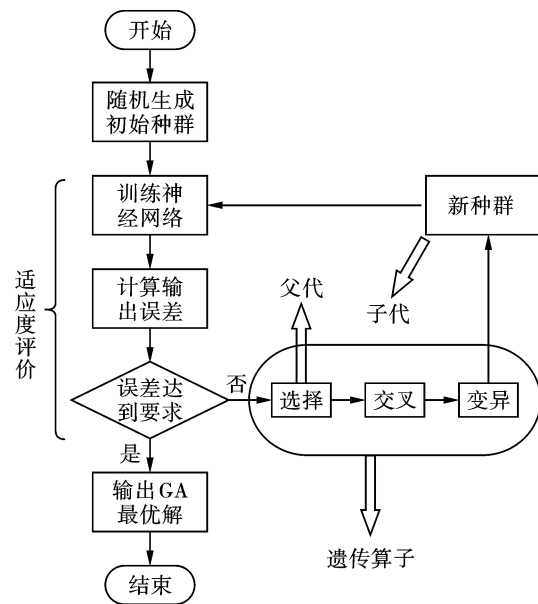 开始
随机生成
初始种群
训练神
经网络
新种群
适应度评价
计算输
出误差
父代
子代
误差达
到要求
否
选择
交叉
变异
是
输出GA
最优解
遗传算子
结束